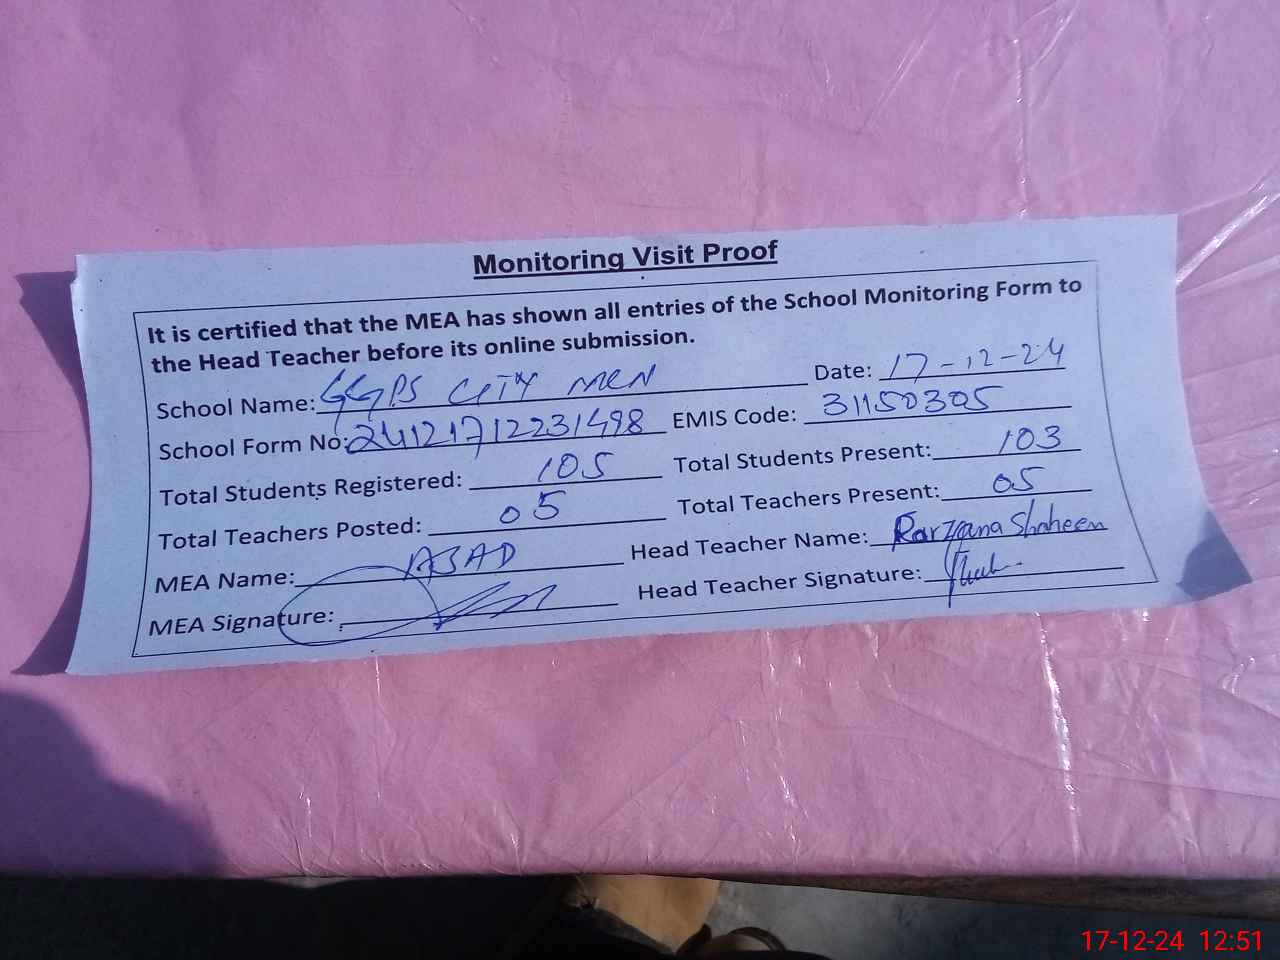 Monitoring Visit Proof
It is certified that the MEA has shown all entries of the School Monitoring Form to
the Head Teacher before its online submission.
School Name: GGPS CITY MCN Date: 17-12-24
School Form No: 24121712231498 EMIS Code: 31150305
Total Students Registered: 105 Total Students Present: 103
Total Teachers Posted: 05 Total Teachers Present: 05
MEA Name: ASAD Head Teacher Name: Shaheen
MEA Signature: Head Teacher Signature:
17-12-24 12:51